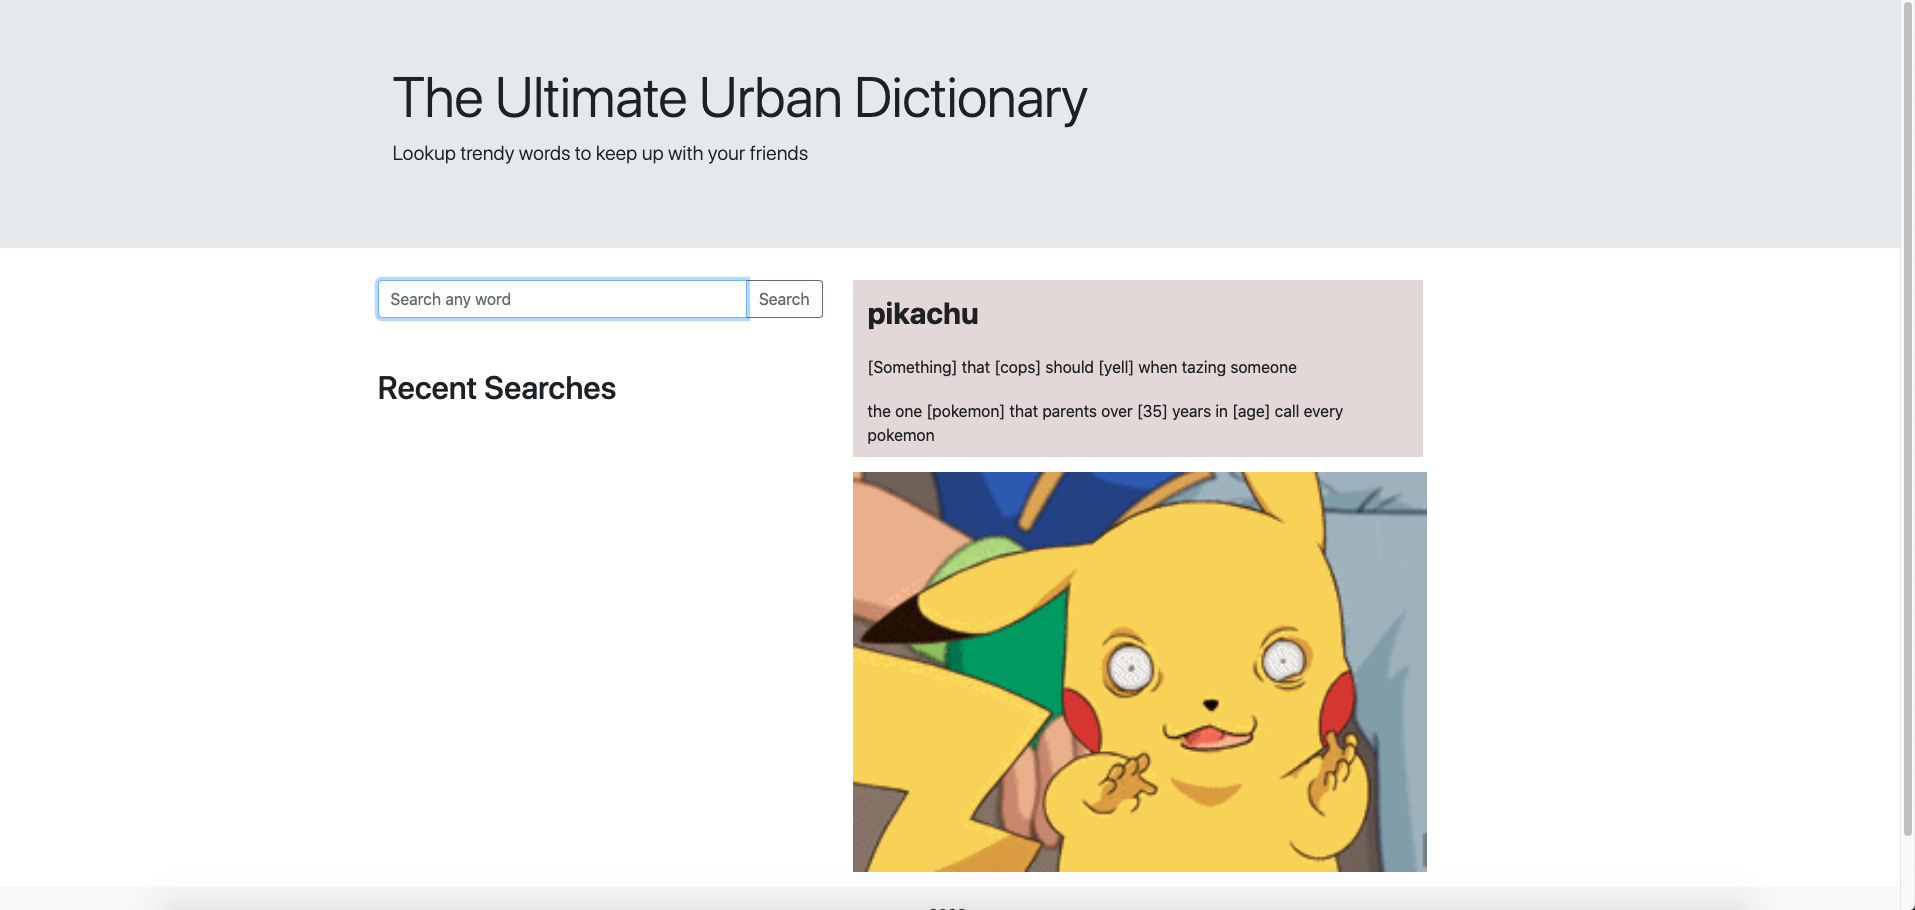 The Ultimate Urban Dictionary
Lookup trendy words to keep up with your friends
Search any word
Search
Recent Searches
pikachu
[Something] that [cops] should [yell] when tazing someone
the one [pokemon] that parents over [35] years in [age] call every
pokemon